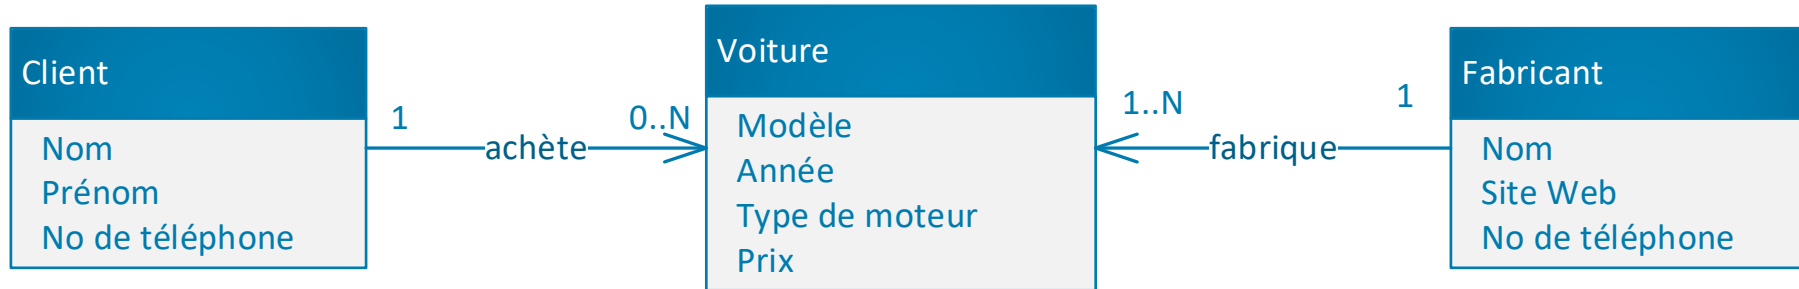 Client
Nom
Prénom
No de téléphone
1
achète
0..N
Voiture
Modèle
Année
Type de moteur
Prix
1..N
fabrique
1
Fabricant
Nom
Site Web
No de téléphone